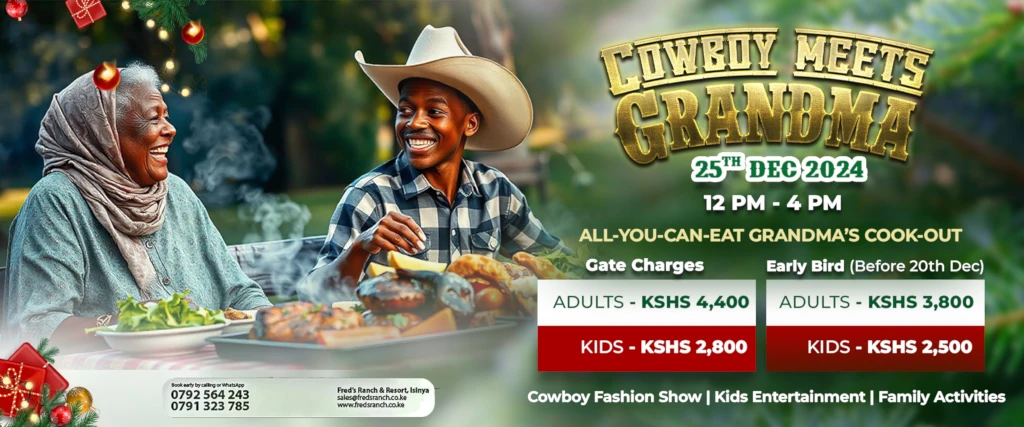 COWBOY MEETS
GRANDMA
25TH DEC 2024
12 PM - 4 PM
ALL-YOU-CAN-EAT GRANDMA'S COOK-OUT
Gate Charges
ADULTS - KSHS 4,400
KIDS - KSHS 2,800
Early Bird (Before 20th Dec)
ADULTS - KSHS 3,800
KIDS - KSHS 2,500
Cowboy Fashion Show | Kids Entertainment | Family Activities
Book early by calling or WhatsApp
0792 564 243
0791 323 785
Fred's Ranch & Resort, Isinya
sales@fredsranch.co.ke
www.fredsranch.co.ke